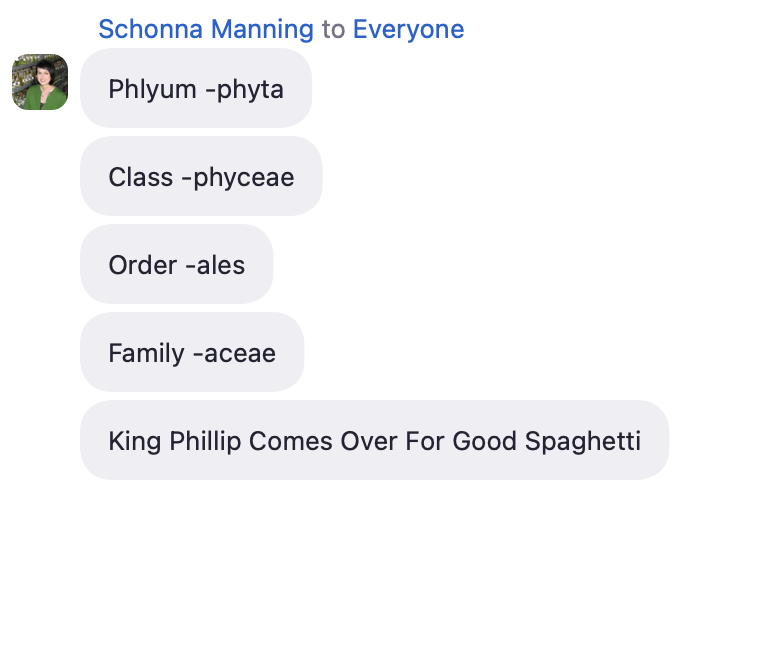 Schonna Manning to Everyone
Phlyum -phyta
Class -phyceae
Order -ales
Family -aceae
King Phillip Comes Over For Good Spaghetti